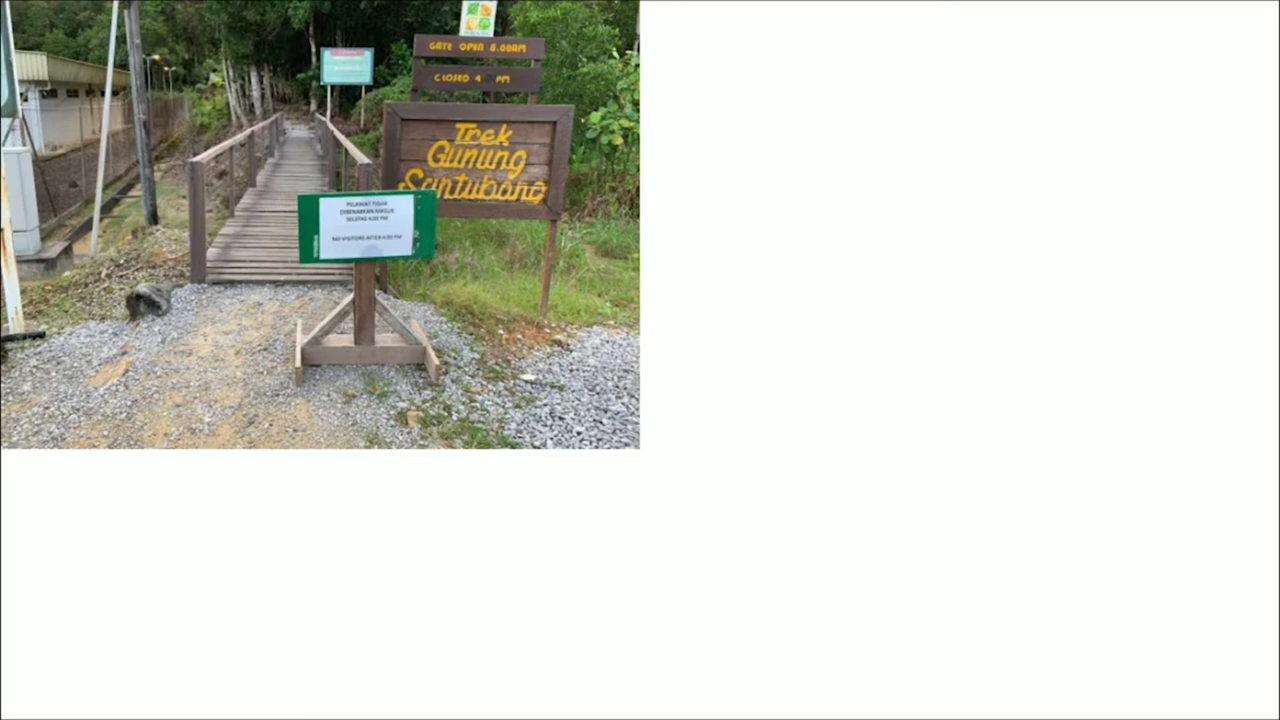 GATE OPEN 8.00AM
CLOSED 4 PM
Trek
Gunung
Santubong
PELAWAT TIDAK
DIBENARKAN MASUK
SELEPAS 4.00 PM
NO VISITORS AFTER 4.00 PM